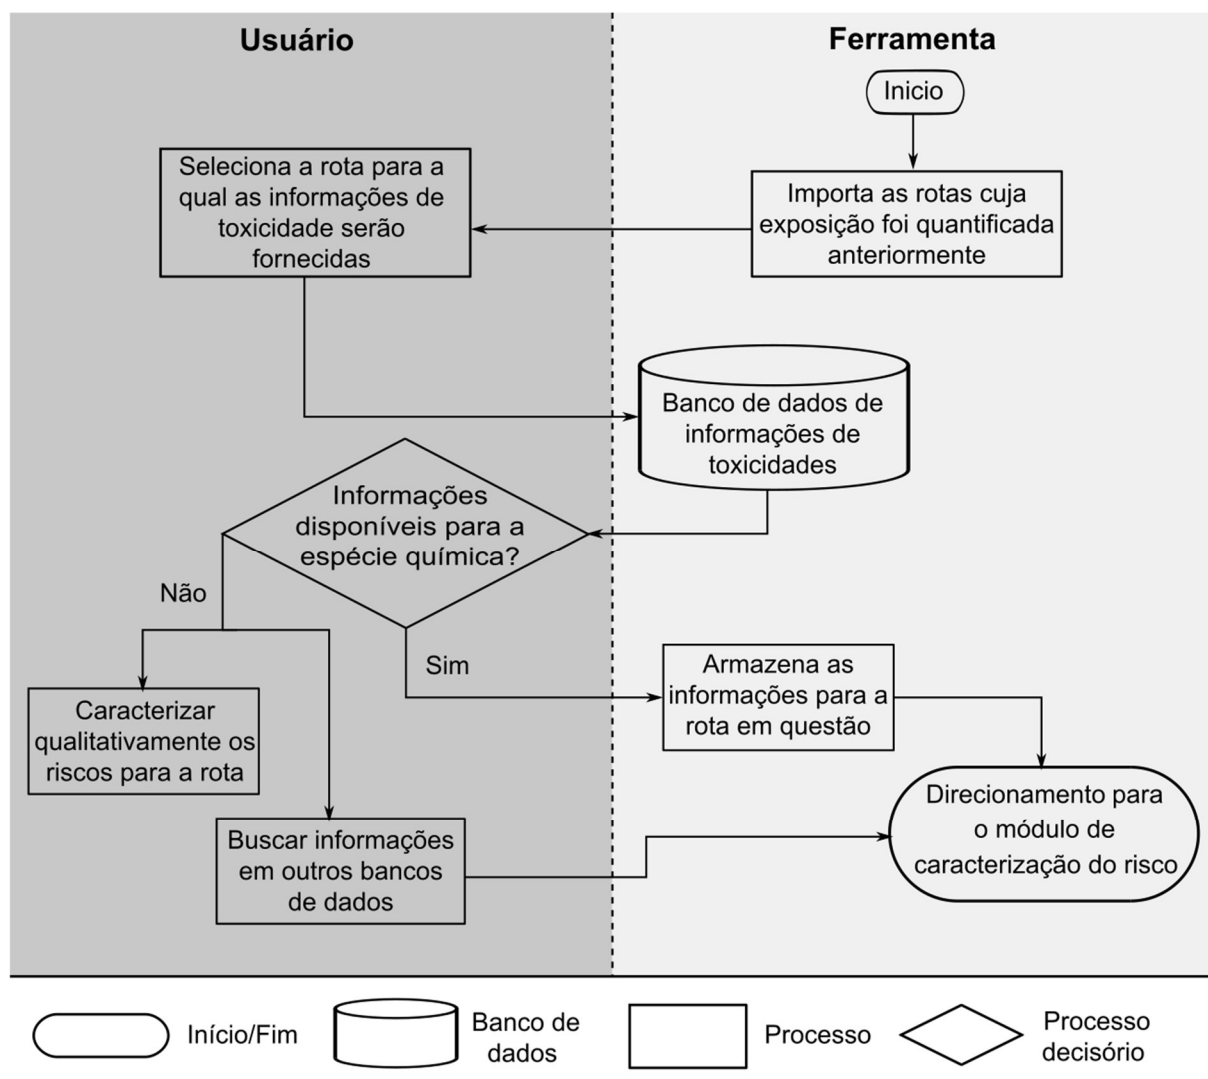 Usuário
Ferramenta
Inicio
Importa as rotas cuja
exposição foi quantificada
anteriormente
Seleciona a rota para a
qual as informações de
toxicidade serão
fornecidas
Banco de dados de
informações de
toxicidades
Informações
disponíveis para a
espécie química?
Não
Sim
Caracterizar
qualitativamente os
riscos para a rota
Buscar informações
em outros bancos
de dados
Armazena as
informações para a
rota em questão
Direcionamento para
o módulo de
caracterização do risco
Início/Fim
Banco de
dados
Processo
Processo
decisório